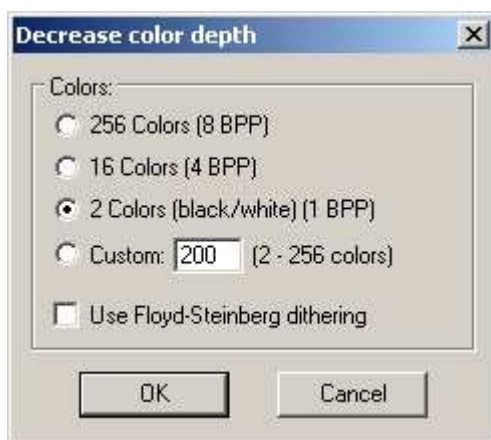 Decrease color depth
Colors:
256 Colors (8 BPP)
16 Colors (4 BPP)
2 Colors (black/white) (1 BPP)
Custom: 200 (2 - 256 colors)
Use Floyd-Steinberg dithering
OK Cancel